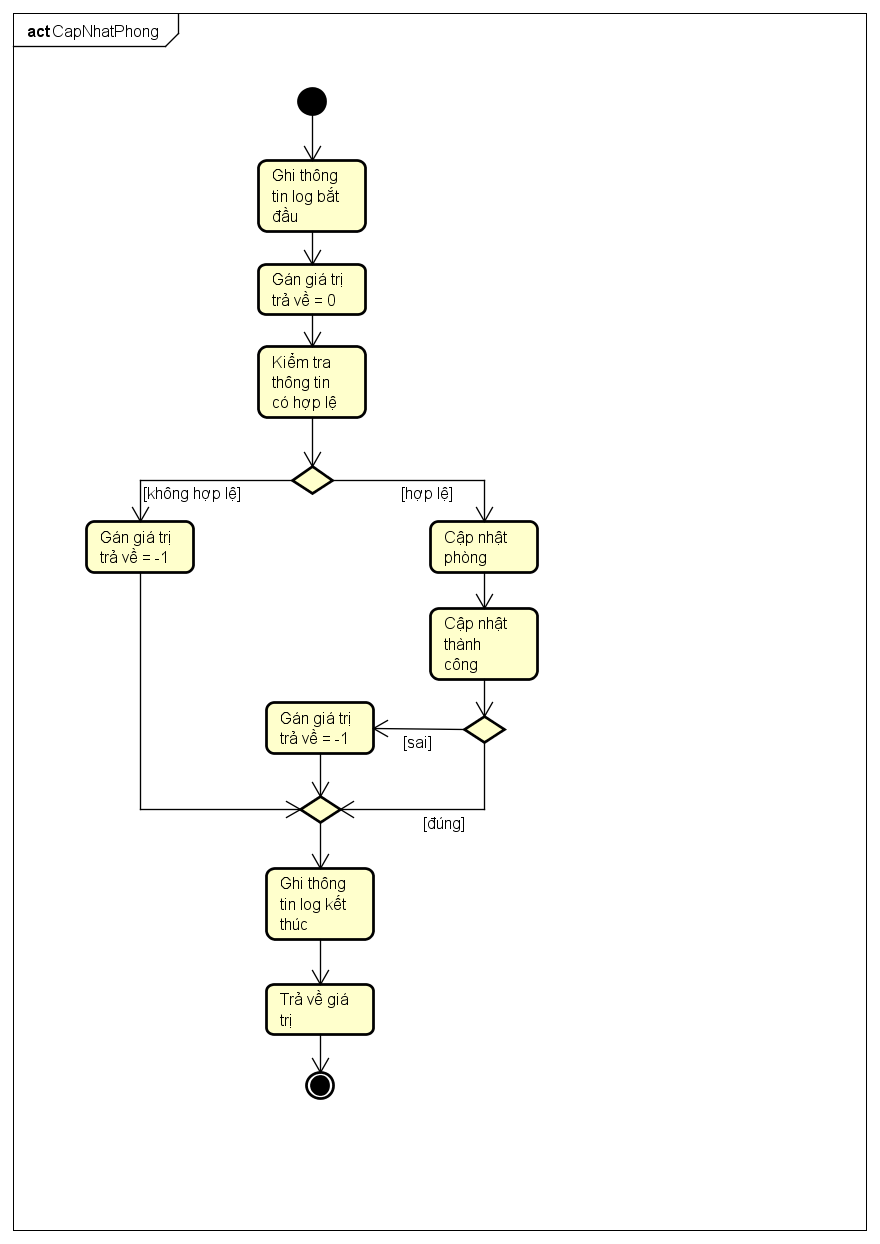 act CapNhatPhong
Ghi thông
tin log bắt
đầu
Gán giá trị
trả về = 0
Kiểm tra
thông tin
có hợp lệ
[không hợp lệ]
[hợp lệ]
Gán giá trị
trả về = -1
Cập nhật
phòng
Cập nhật
thành
công
Gán giá trị
trả về = -1
[sai]
[đúng]
Ghi thông
tin log kết
thúc
Trả về giá
trị